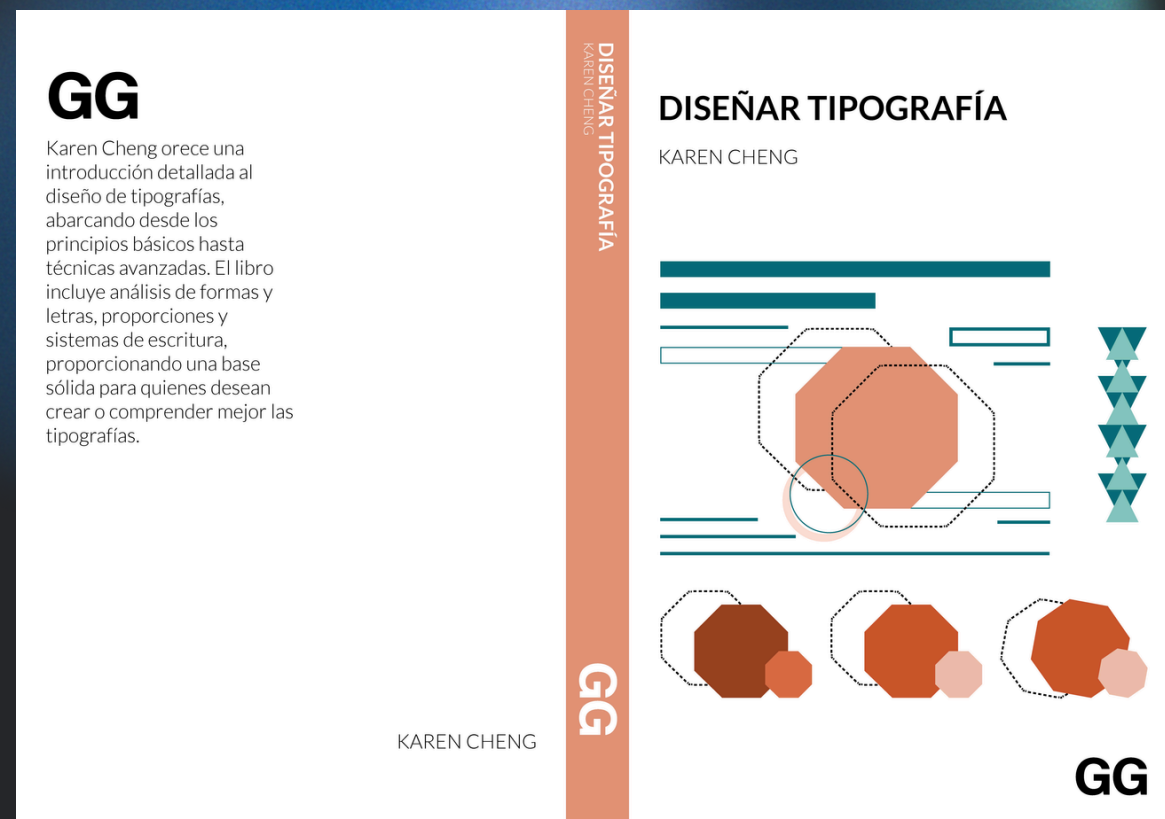 GG
Karen Cheng orece una
introducción detallada al
diseño de tipografías,
abarcando desde los
principios básicos hasta
técnicas avanzadas. El libro
incluye análisis de formas y
letras, proporciones y
sistemas de escritura,
proporcionando una base
sólida para quienes desean
crear o comprender mejor las
tipografías.
KAREN CHENG
DISEÑAR TIPOGRAFÍA
KAREN CHENG
GG
DISEÑAR TIPOGRAFÍA
KAREN CHENG
GG